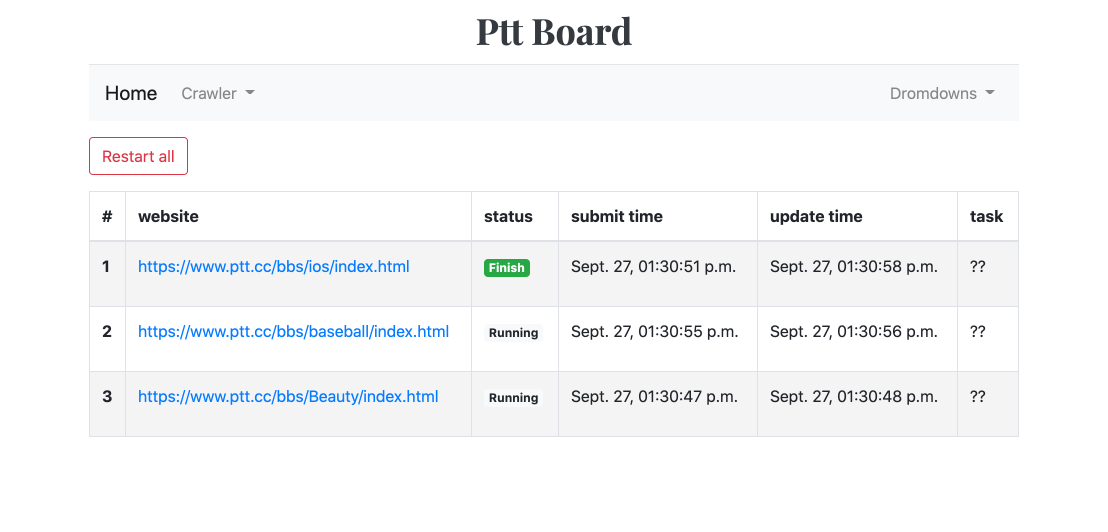 Ptt Board
Home Crawler Dromdowns
Restart all
# website status submit time update time task
1 https://www.ptt.cc/bbs/ios/index.html Finish Sept. 27, 01:30:51 p.m. Sept. 27, 01:30:58 p.m. ??
2 https://www.ptt.cc/bbs/baseball/index.html Running Sept. 27, 01:30:55 p.m. Sept. 27, 01:30:56 p.m. ??
3 https://www.ptt.cc/bbs/Beauty/index.html Running Sept. 27, 01:30:47 p.m. Sept. 27, 01:30:48 p.m. ??